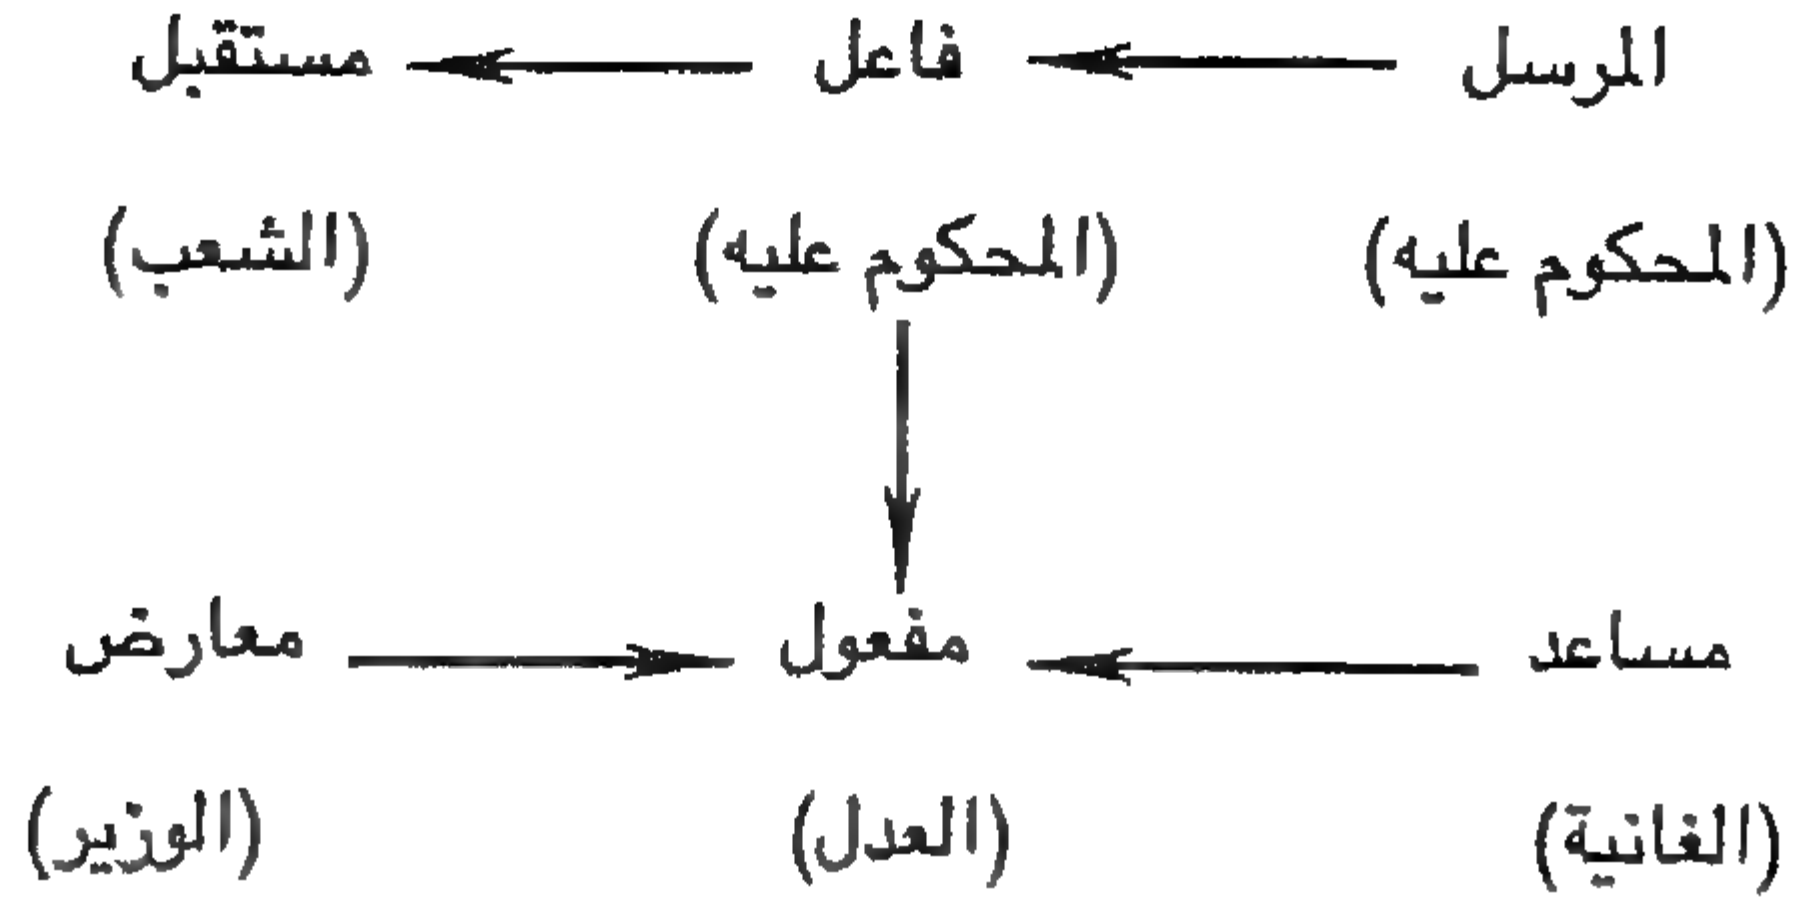 المرسل فاعل مستقبل
(المحكوم عليه) (المحكوم عليه) (الشعب)
مساعد مفعول معارض
(الغانية) (العدل) (الوزير)